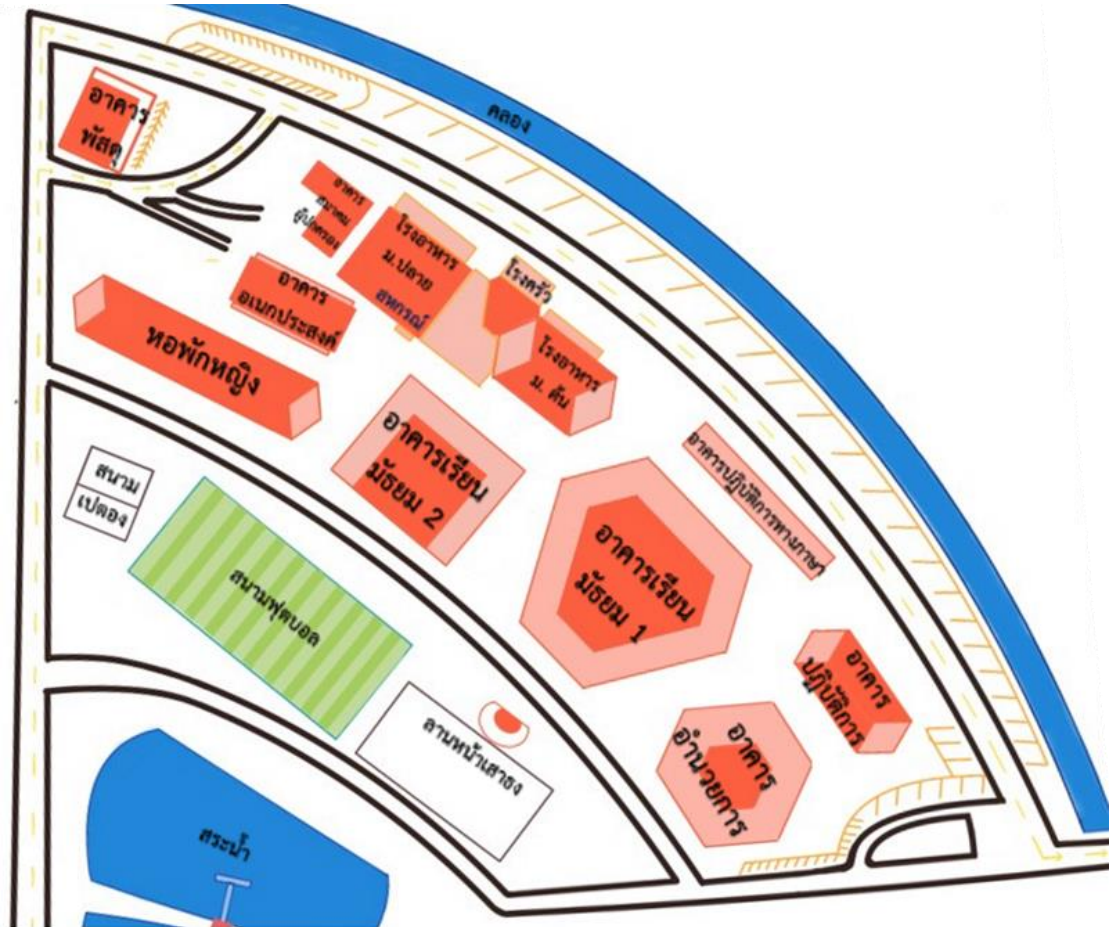 คลอง
อาคาร
พัสดุ
อาคาร
สมาคม
ผู้ปกครอง
โรงอาหาร
ม.ปลาย
สหกรณ์
โรงครัว
อาคาร
อเนกประสงค์
โรงอาหาร
ม. ต้น
หอพักหญิง
อาคารเรียน
มัธยม 2
อาคารปฏิบัติการทางภาษา
สนาม
เปตอง
อาคารเรียน
มัธยม 1
สนามฟุตบอล
อาคาร
ปฏิบัติการ
ลานหน้าเสาธง
อาคาร
อำนวยการ
สระน้ำ